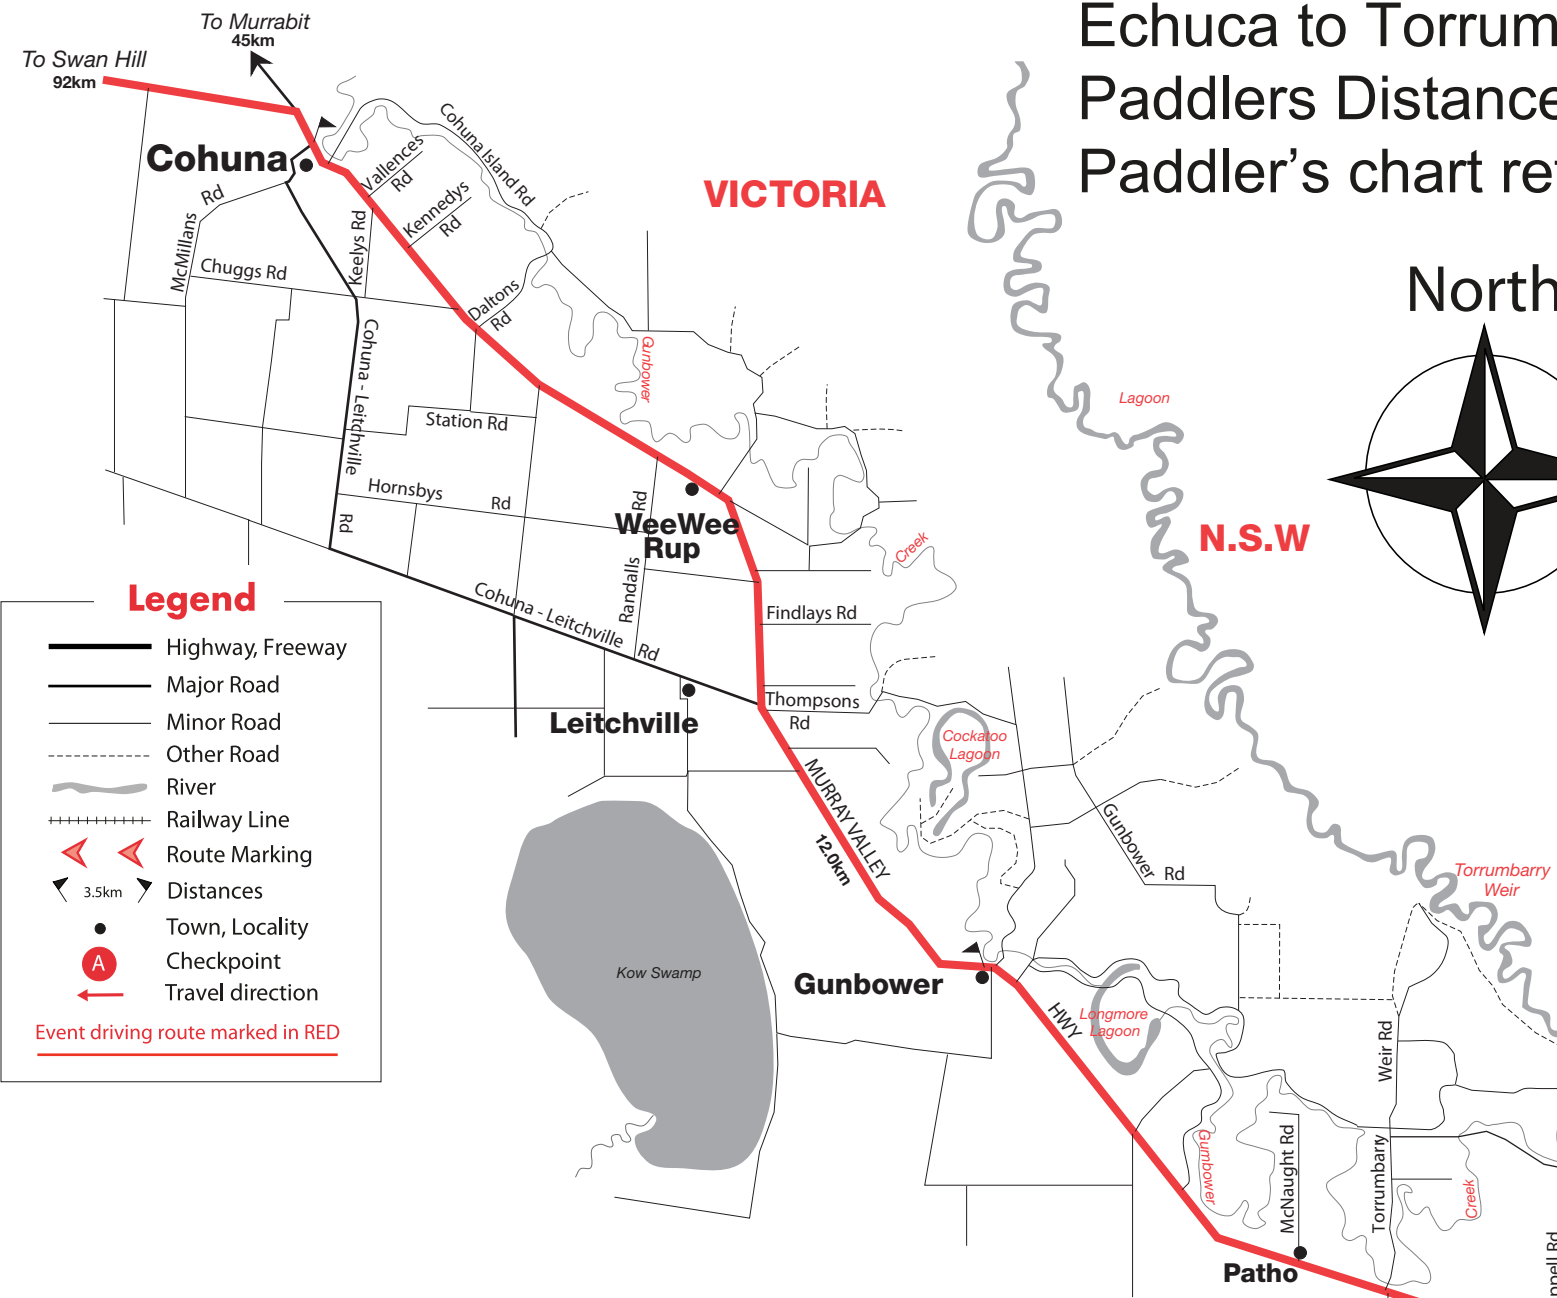 Echuca to Torrum
Paddlers Distance
Paddler's chart re
To Murrabit
45km
To Swan Hill
92km
Cohuna
Cohuna Island Rd
Vallences
Rd
Kennedys
Rd
VICTORIA
McMillans
Rd
Keelys Rd
Chuggs Rd
Daltons
Rd
North
Cohuna - Leitchville
Rd
Gunbower
Lagoon
Station Rd
Hornsbys
Rd
Rd
WeeWee
Rup
Randalls
Creek
N.S.W
Cohuna - Leitchville
Rd
Findlays Rd
Thompsons
Rd
Leitchville
Cockatoo
Lagoon
MURRAY VALLEY
12.0km
Gunbower
Rd
Torrumbarry
Weir
Kow Swamp
Gunbower
HWY
Longmore
Lagoon
Weir Rd
Gumbower
McNaught Rd
Torrumbarry
Creek
Patho
ppell Rd
Legend
Highway, Freeway
Major Road
Minor Road
Other Road
River
Railway Line
Route Marking
3.5km
Distances
Town, Locality
A
Checkpoint
Travel direction
Event driving route marked in RED